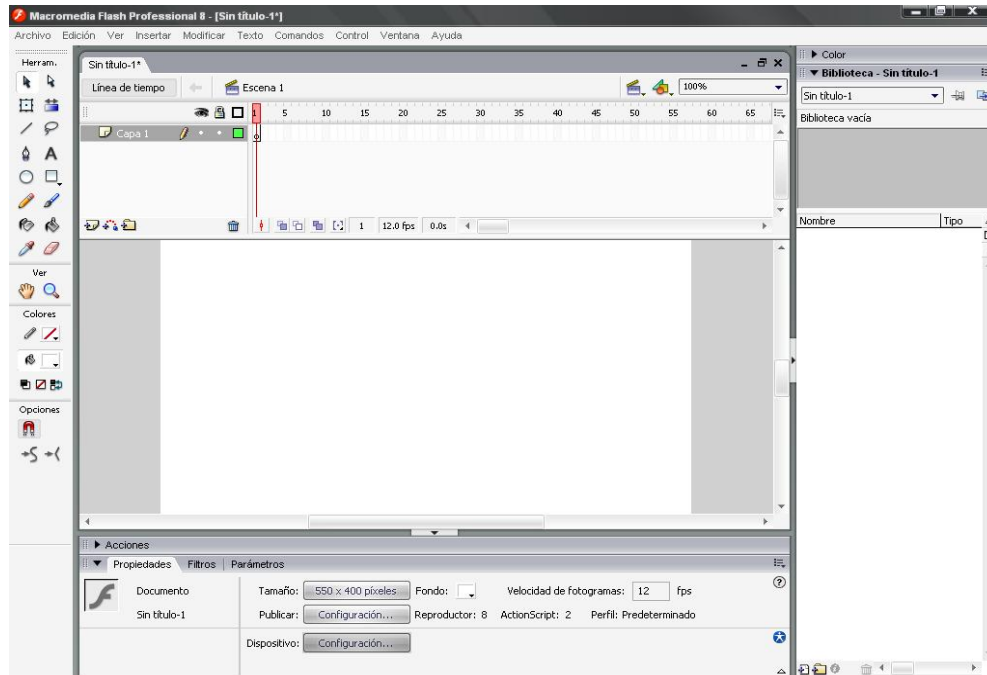 Macromedia Flash Professional 8 - [Sin título-1*]
Archivo Edición Ver Insertar Modificar Texto Comandos Control Ventana Ayuda
Herram.
Ver
Colores
Opciones
Sin título-1*
Línea de tiempo
Escena 1
100%
1 5 10 15 20 25 30 35 40 45 50 55 60 65
Capa 1
1 12.0 fps 0.0s
Acciones
Propiedades Filtros Parámetros
Documento
Sin título-1
Tamaño: 550 x 400 píxeles Fondo: Velocidad de fotogramas: 12 fps
Publicar: Configuración... Reproductor: 8 ActionScript: 2 Perfil: Predeterminado
Dispositivo: Configuración...
Color
Biblioteca - Sin título-1
Sin título-1
Biblioteca vacía
Nombre Tipo